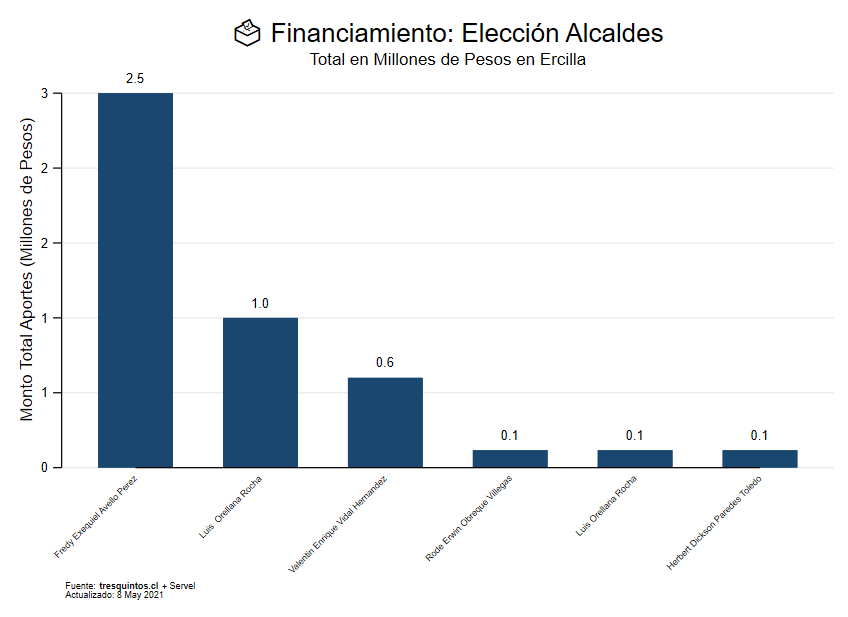 Financiamiento: Elección Alcaldes
Total en Millones de Pesos en Ercilla
Monto Total Aportes (Millones de Pesos)
3
2
2
1
1
0
2.5
1.0
0.6
0.1
0.1
0.1
Fredy Exequiel Avello Perez
Luis  Orellana Rocha
Valentin Enrique Vidal Hernandez
Rode Erwin Obreque Villegas
Luis Orellana Rocha
Herbert Dickson Paredes Toledo
Fuente: tresquintos.cl + Servel
Actualizado: 8 May 2021